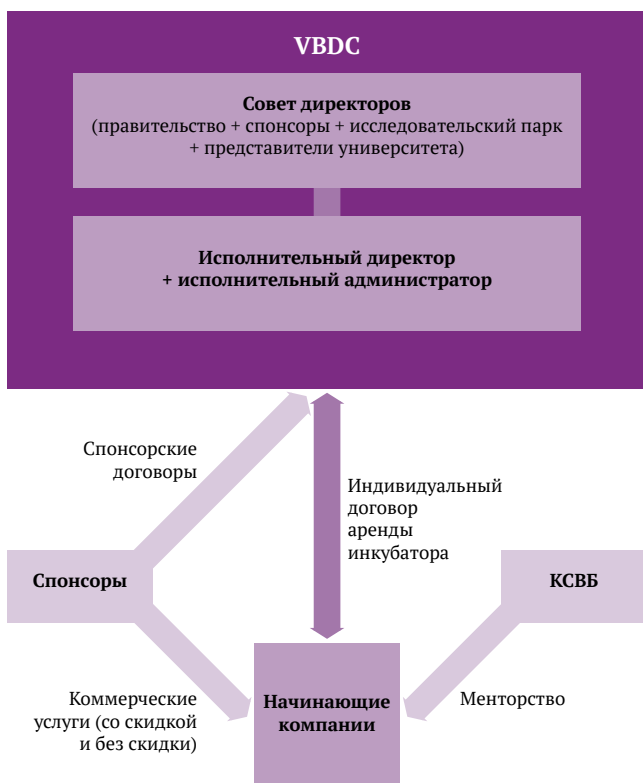 VBDC
Совет директоров
(правительство + спонсоры + исследовательский парк
+ представители университета)
Исполнительный директор
+ исполнительный администратор
Спонсорские
договоры
Индивидуальный
договор
аренды
инкубатора
Спонсоры
КСВБ
Коммерческие
услуги (со скидкой
и без скидки)
Начинающие
компании
Менторство